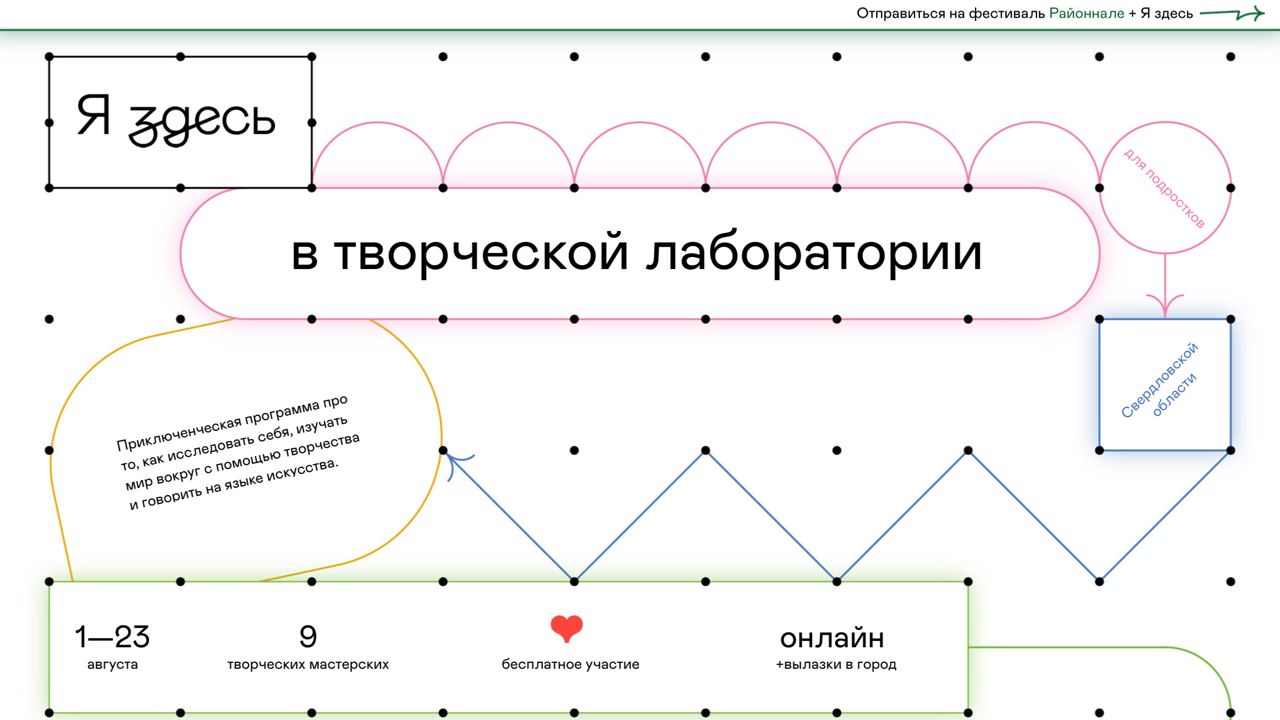 Отправиться на фестиваль Районнале + Я здесь
Я здесь
в творческой лаборатории
для подростков
Свердловской
области
Приключенческая программа про
то, как исследовать себя, изучать
мир вокруг с помощью творчества
и говорить на языке искусства.
1—23
августа
9
творческих мастерских
бесплатное участие
онлайн
+вылазки в город